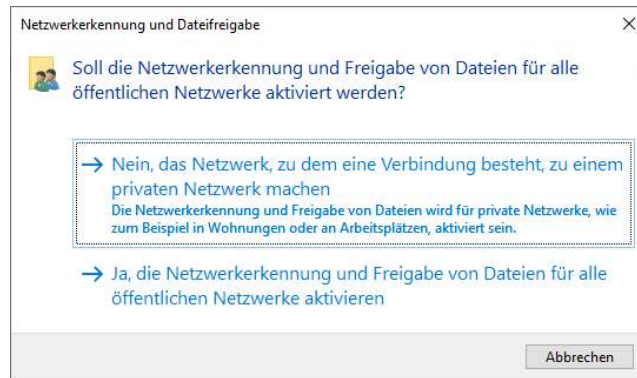 Netzwerkerkennung und Dateifreigabe
Soll die Netzwerkerkennung und Freigabe von Dateien für alle
öffentlichen Netzwerke aktiviert werden?
Nein, das Netzwerk, zu dem eine Verbindung besteht, zu einem
privaten Netzwerk machen
Die Netzwerkerkennung und Freigabe von Dateien wird für private Netzwerke, wie
zum Beispiel in Wohnungen oder an Arbeitsplätzen, aktiviert sein.
Ja, die Netzwerkerkennung und Freigabe von Dateien für alle
öffentlichen Netzwerke aktivieren
Abbrechen